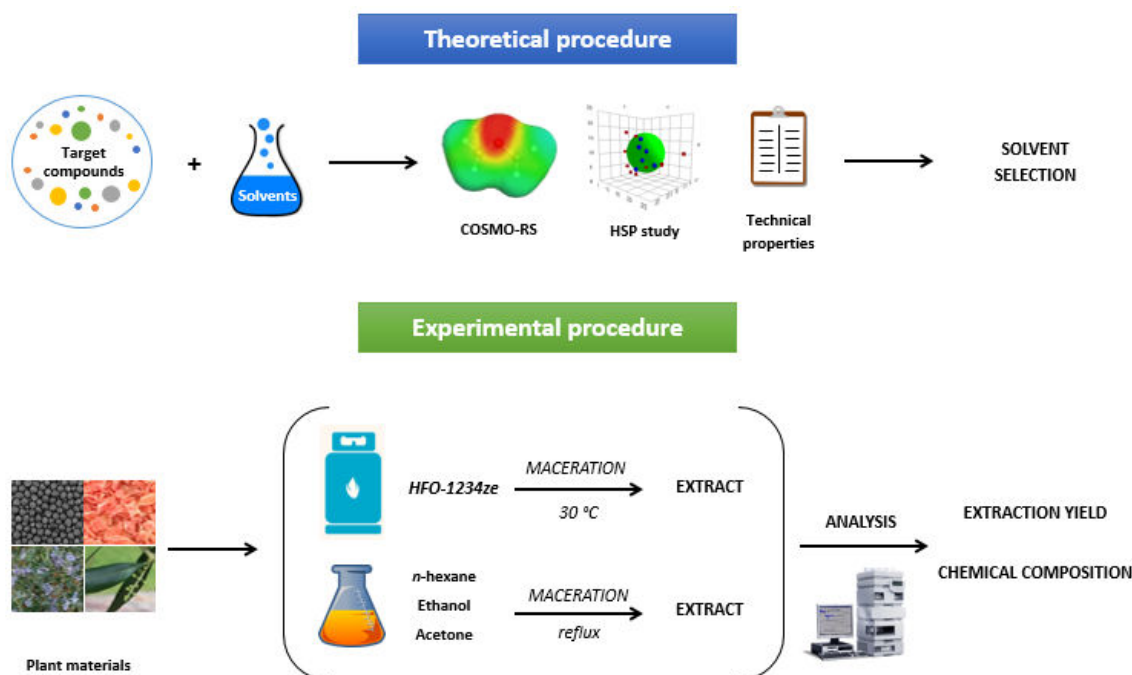 Theoretical procedure
Target
compounds
+
Solvents
COSMO-RS
HSP study
Technical
properties
SOLVENT
SELECTION
Experimental procedure
Plant materials
HFO-1234ze
MACERATION
30 ºC
EXTRACT
n-hexane
Ethanol
Acetone
MACERATION
reflux
EXTRACT
ANALYSIS
EXTRACTION YIELD
CHEMICAL COMPOSITION